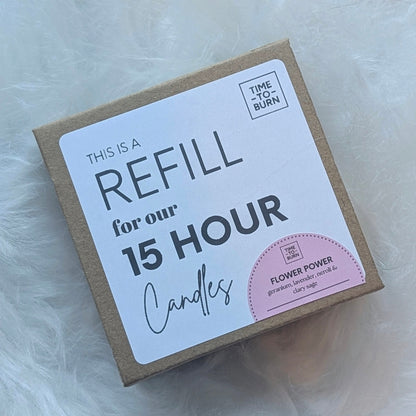 TIME
-TO-
BURN
THIS IS A
REFILL
for our
15 HOUR
Candles
TIME
-TO-
BURN
FLOWER POWER
geranium, lavender, neroli &
clary sage